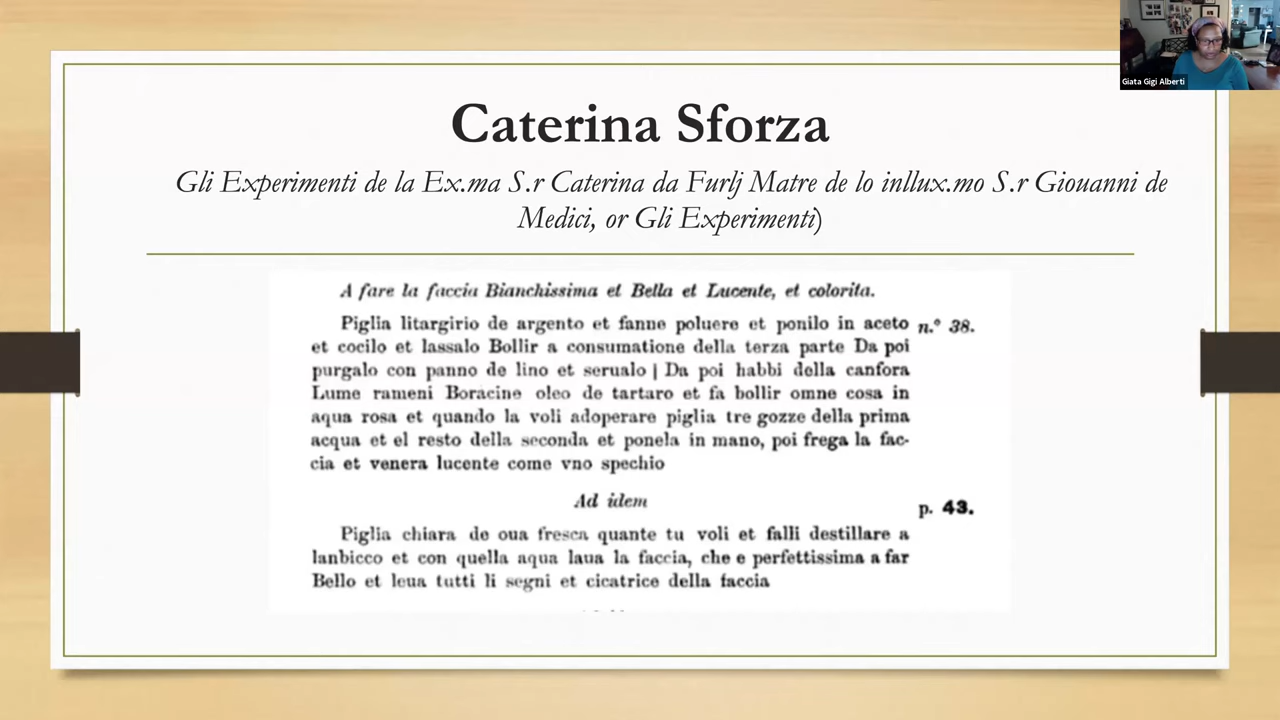 Giata Gigi Alberti
Caterina Sforza
Gli Experimenti de la Ex.ma S.r Caterina da Furlj Matre de lo inllux.mo S.r Giouanni de
Medici, or Gli Experimenti)
A fare la faccia Bianchissima et Bella et Lucente, et colorita.
Piglia litargirio de argento et fanne poluere et ponilo in aceto n.º 38.
et cocilo et lassalo Bollir a consumatione della terza parte Da poi
purgalo con panno de lino et serualo | Da poi habbi della canfora
Lume rameni Boracine oleo de tartaro et fa bollir omne cosa in
aqua rosa et quando la voli adoperare piglia tre gozze della prima
acqua et el resto della seconda et ponela in mano, poi frega la fac-
cia et venera lucente come vno spechio
Ad idem
p. 43.
Piglia chiara de oua fresca quante tu voli et falli destillare a
lanbicco et con quella aqua laua la faccia, che e perfettissima a far
Bello et leua tutti li segni et cicatrice della faccia